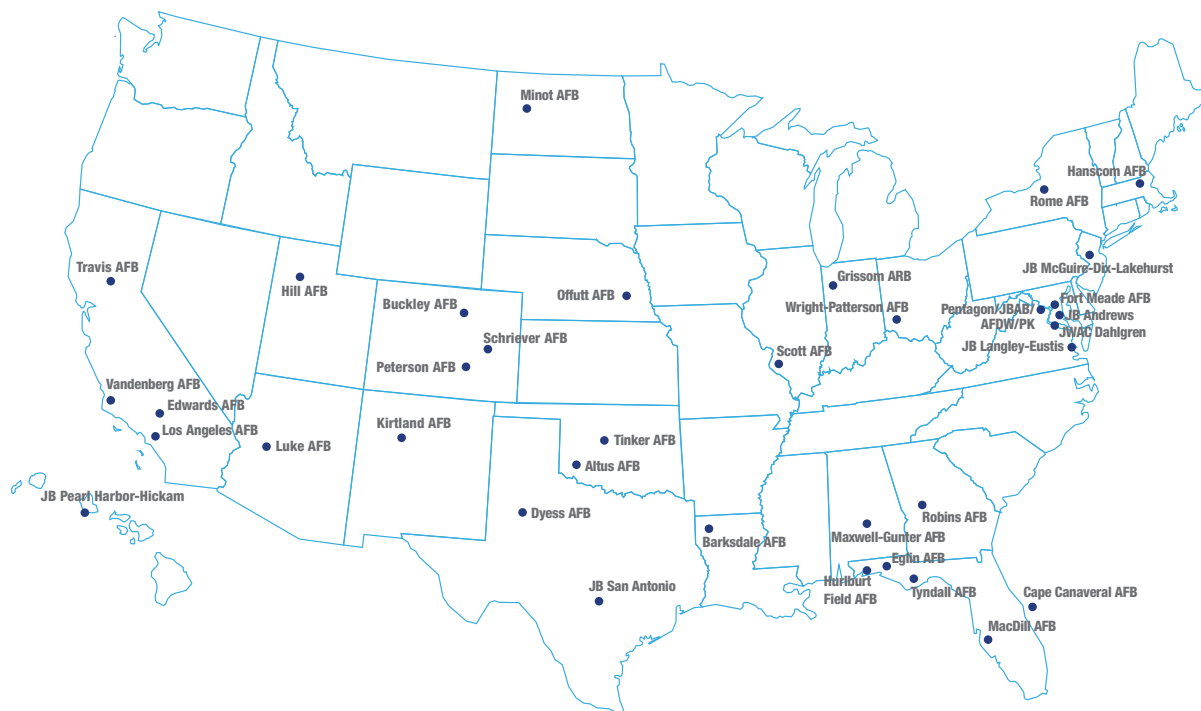 Minot AFB
Hanscom AFB
Rome AFB
Travis AFB
Hill AFB
Buckley AFB
Offutt AFB
Grissom ARB
JB McGuire-Dix-Lakehurst
Wright-Patterson AFB
Pentagon/JBAB/
AFDW/PK
Fort Meade AFB
JB Andrews
JWAC Dahlgren
JB Langley-Eustis
Schriever AFB
Peterson AFB
Scott AFB
Vandenberg AFB
Edwards AFB
Los Angeles AFB
Luke AFB
Kirtland AFB
Tinker AFB
Altus AFB
JB Pearl Harbor-Hickam
Dyess AFB
Barksdale AFB
Robins AFB
Maxwell-Gunter AFB
Eglin AFB
Hurlburt
Field AFB
Tyndall AFB
JB San Antonio
Cape Canaveral AFB
MacDill AFB